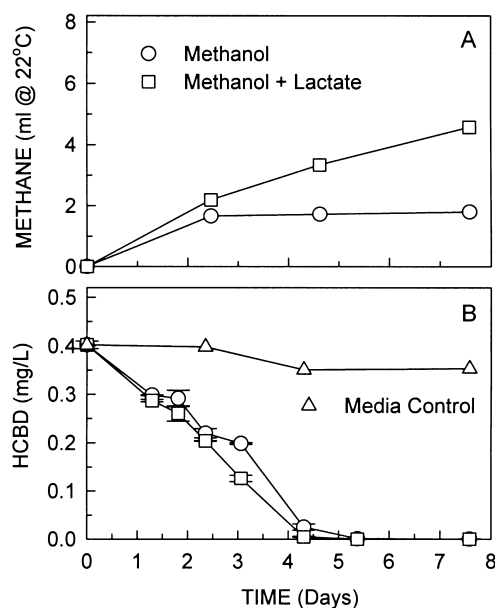 8
6
4
2
0
METHANE (ml @ 22°C)
A
Methanol
Methanol + Lactate
0.5
0.4
0.3
0.2
0.1
0.0
HCBD (mg/L)
B
Media Control
0 1 2 3 4 5 6 7 8
TIME (Days)